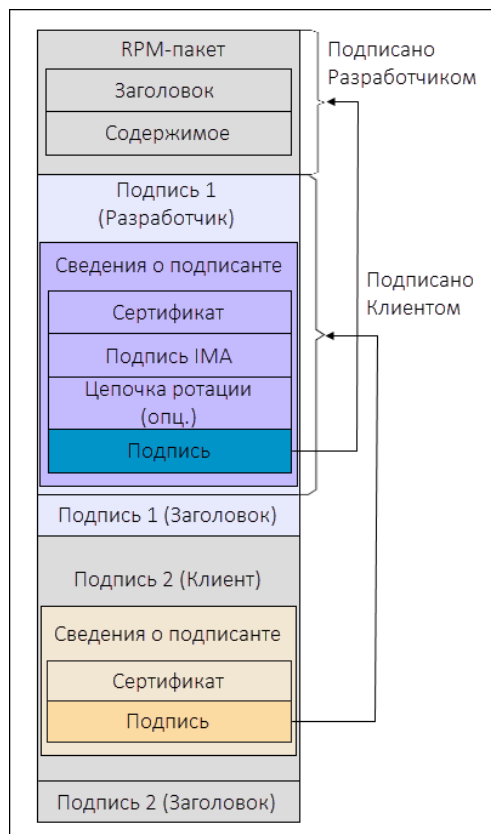 RPM-пакет
Заголовок
Содержимое
Подписано
Разработчиком
Подпись 1
(Разработчик)
Сведения о подписанте
Сертификат
Подпись IMA
Цепочка ротации
(опц.)
Подпись
Подписано
Клиентом
Подпись 1 (Заголовок)
Подпись 2 (Клиент)
Сведения о подписанте
Сертификат
Подпись
Подпись 2 (Заголовок)